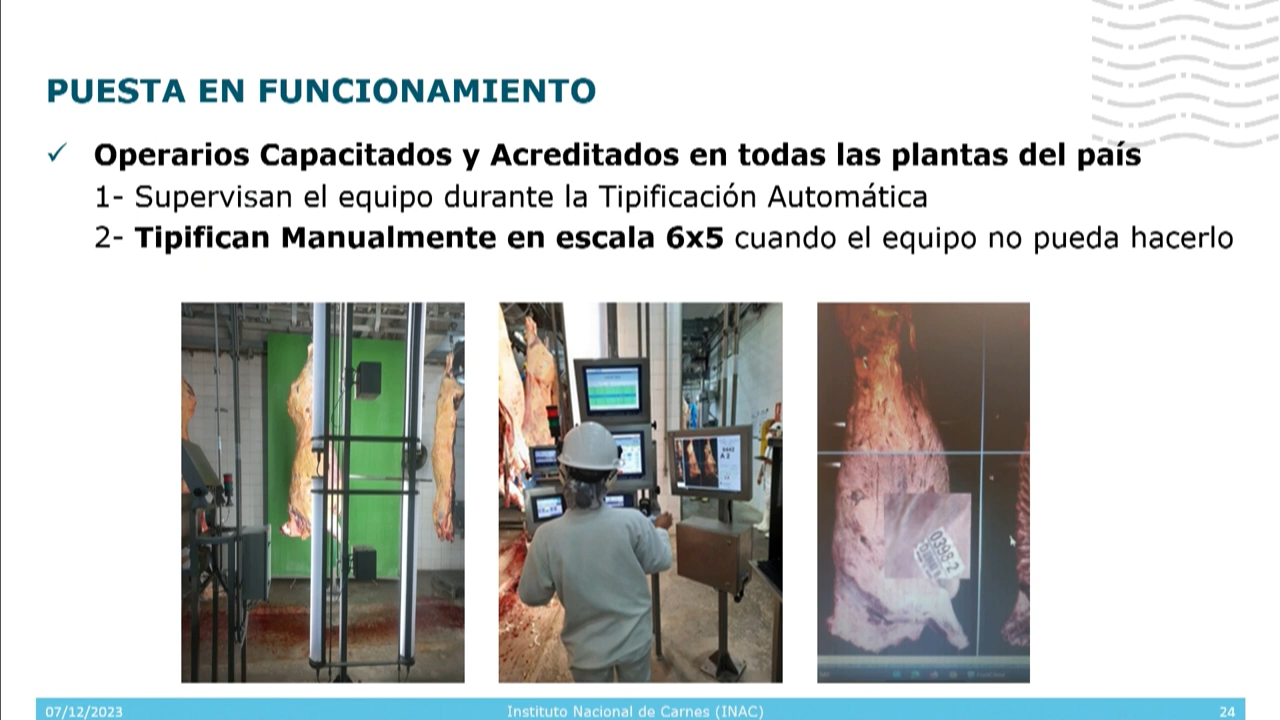 PUESTA EN FUNCIONAMIENTO
✓ Operarios Capacitados y Acreditados en todas las plantas del país
1- Supervisan el equipo durante la Tipificación Automática
2- Tipifican Manualmente en escala 6x5 cuando el equipo no pueda hacerlo
0398 2
07/12/2023 Instituto Nacional de Carnes (INAC) 24